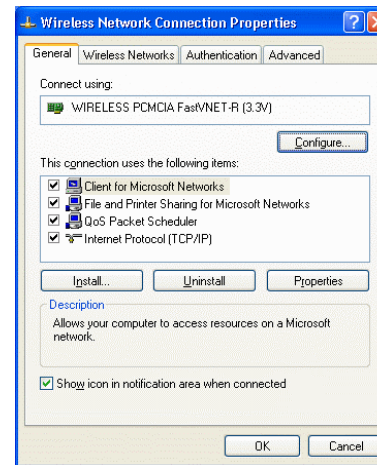 Wireless Network Connection Properties
General Wireless Networks Authentication Advanced
Connect using:
WIRELESS PCMCIA FastVNET-R (3.3V)
Configure...
This connection uses the following items:
Client for Microsoft Networks
File and Printer Sharing for Microsoft Networks
QoS Packet Scheduler
Internet Protocol (TCP/IP)
Install... Uninstall Properties
Description
Allows your computer to access resources on a Microsoft
network.
Show icon in notification area when connected
OK Cancel